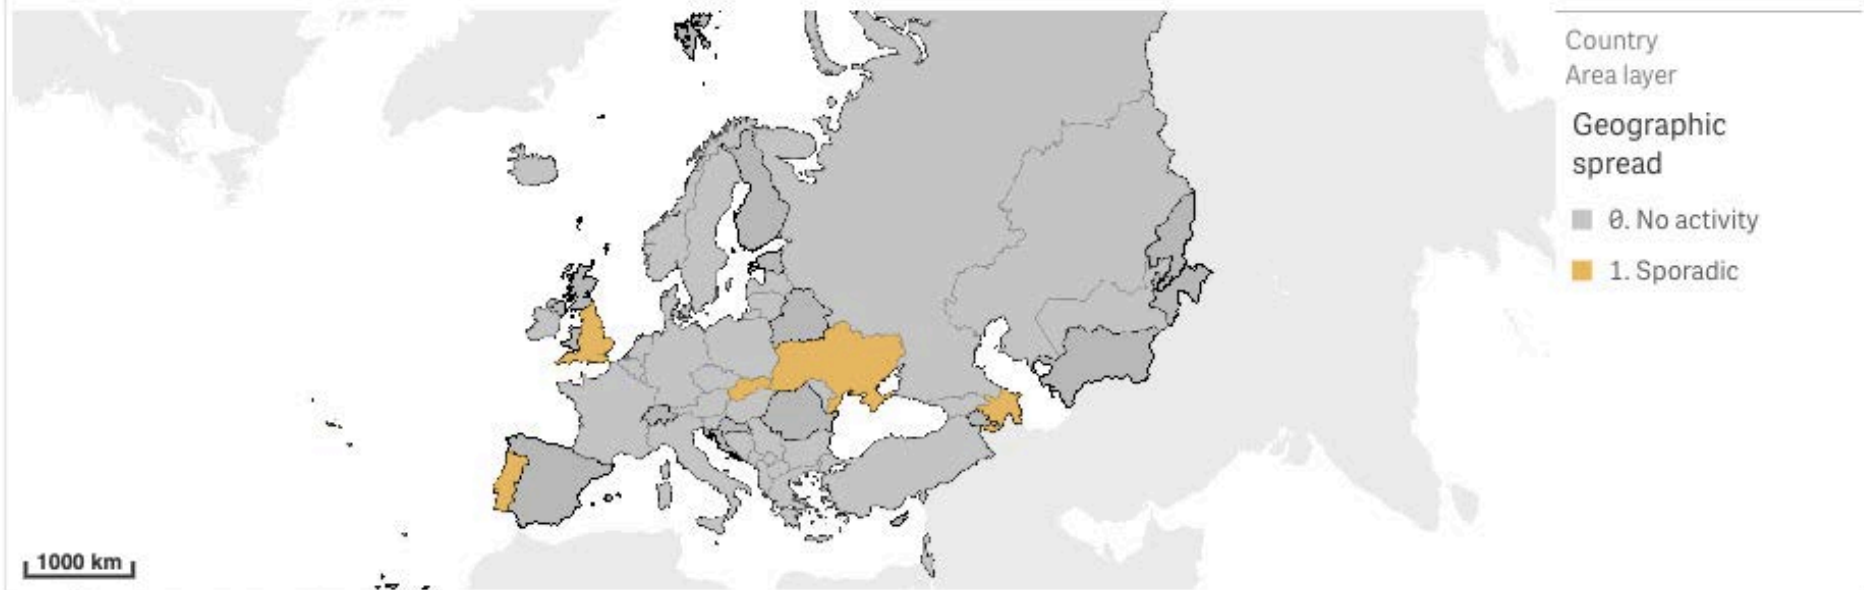 Country
Area layer
Geographic
spread
0. No activity
1. Sporadic
1000 km